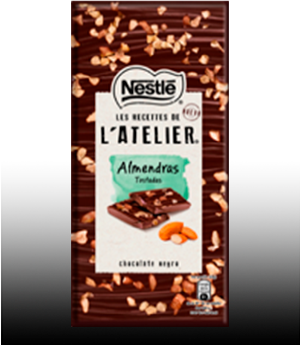 Nestlé
LES RECETTES DE
L'ATELIER®
Almendras
Tostadas
chocolate negro